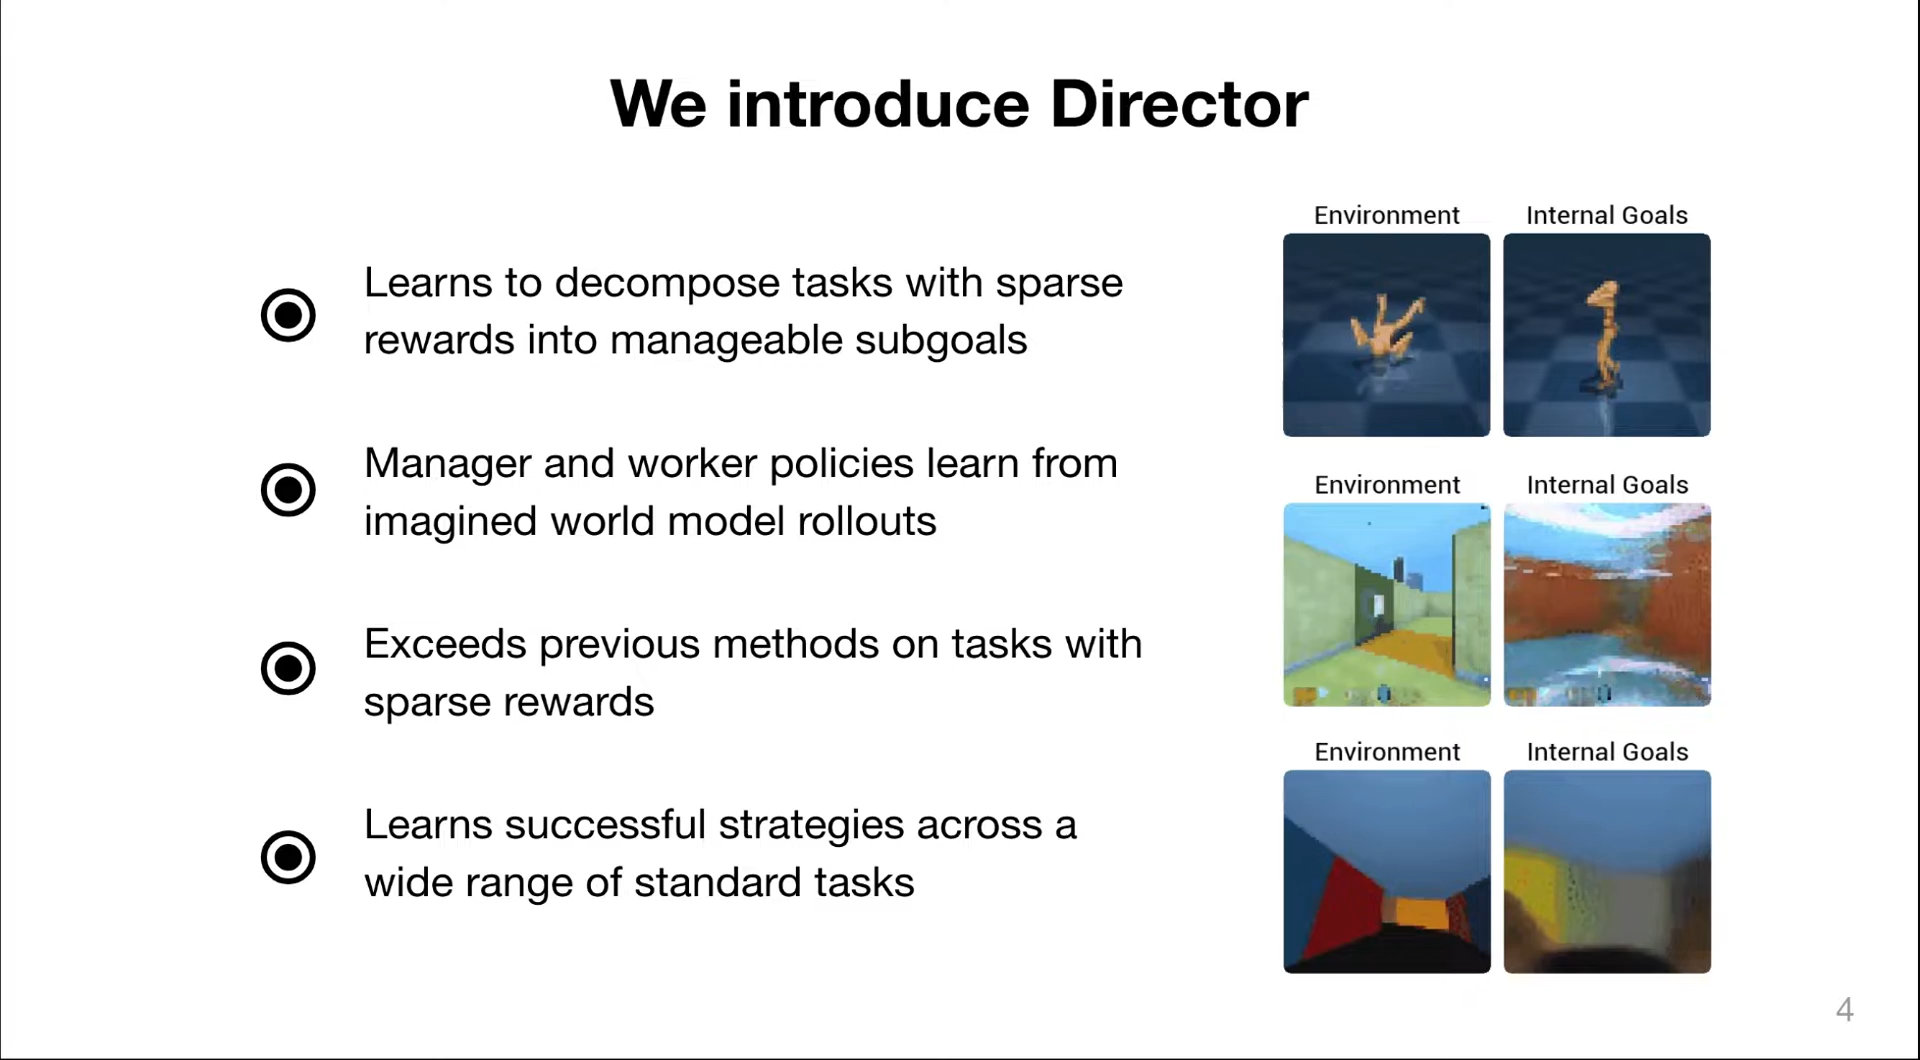 We introduce Director
Learns to decompose tasks with sparse
rewards into manageable subgoals
Manager and worker policies learn from
imagined world model rollouts
Exceeds previous methods on tasks with
sparse rewards
Learns successful strategies across a
wide range of standard tasks
Environment Internal Goals
Environment Internal Goals
Environment Internal Goals
4